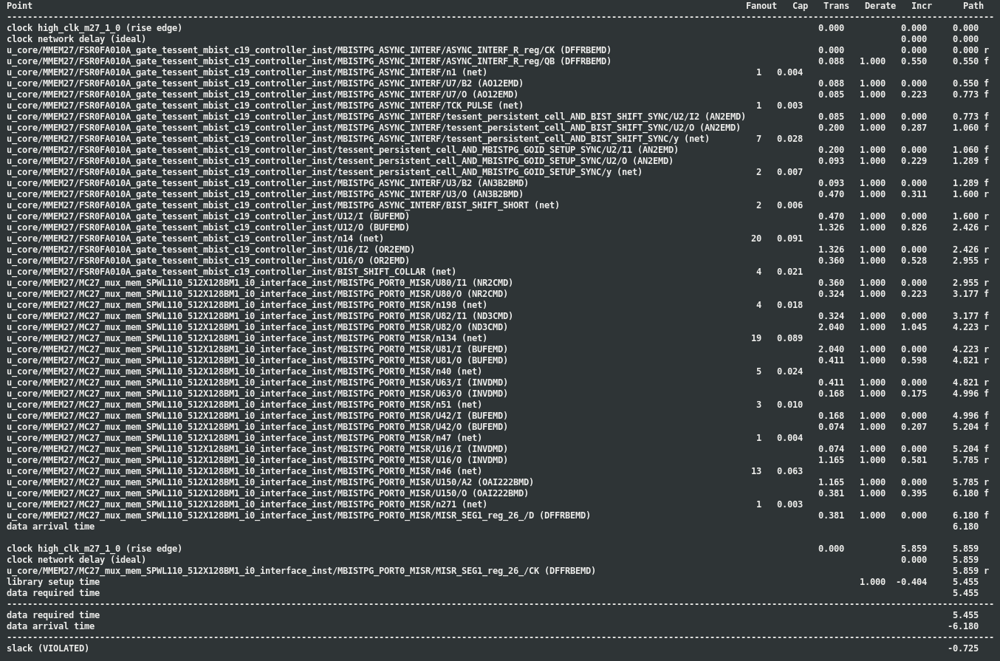 Point Fanout Cap Trans Derate Incr Path
------------------------------------------------------------
clock high_clk_m27_1_0 (rise edge) 0.000 0.000 0.000
clock network delay (ideal) 0.000 0.000
u_core/MMEM27/FSR0FA010A_gate_tessent_mbist_c19_controller_inst/MBISTPG_ASYNC_INTERF/ASYNC_INTERF_R_reg/CK (DFFRBEMD) 0.000 0.000 0.000 r
u_core/MMEM27/FSR0FA010A_gate_tessent_mbist_c19_controller_inst/MBISTPG_ASYNC_INTERF/ASYNC_INTERF_R_reg/QB (DFFRBEMD) 0.088 1.000 0.550 0.550 f
u_core/MMEM27/FSR0FA010A_gate_tessent_mbist_c19_controller_inst/MBISTPG_ASYNC_INTERF/n1 (net) 1 0.004
u_core/MMEM27/FSR0FA010A_gate_tessent_mbist_c19_controller_inst/MBISTPG_ASYNC_INTERF/U7/B2 (AO12EMD) 0.088 1.000 0.000 0.550 f
u_core/MMEM27/FSR0FA010A_gate_tessent_mbist_c19_controller_inst/MBISTPG_ASYNC_INTERF/U7/O (AO12EMD) 0.085 1.000 0.223 0.773 f
u_core/MMEM27/FSR0FA010A_gate_tessent_mbist_c19_controller_inst/MBISTPG_ASYNC_INTERF/TCK_PULSE (net) 1 0.003
u_core/MMEM27/FSR0FA010A_gate_tessent_mbist_c19_controller_inst/MBISTPG_ASYNC_INTERF/tessent_persistent_cell_AND_BIST_SHIFT_SYNC/U2/I2 (AN2EMD) 0.085 1.000 0.000 0.773 f
u_core/MMEM27/FSR0FA010A_gate_tessent_mbist_c19_controller_inst/MBISTPG_ASYNC_INTERF/tessent_persistent_cell_AND_BIST_SHIFT_SYNC/U2/O (AN2EMD) 0.200 1.000 0.287 1.060 f
u_core/MMEM27/FSR0FA010A_gate_tessent_mbist_c19_controller_inst/MBISTPG_ASYNC_INTERF/tessent_persistent_cell_AND_BIST_SHIFT_SYNC/y (net) 7 0.028
u_core/MMEM27/FSR0FA010A_gate_tessent_mbist_c19_controller_inst/tessent_persistent_cell_AND_MBISTPG_GOID_SETUP_SYNC/U2/I1 (AN2EMD) 0.200 1.000 0.000 1.060 f
u_core/MMEM27/FSR0FA010A_gate_tessent_mbist_c19_controller_inst/tessent_persistent_cell_AND_MBISTPG_GOID_SETUP_SYNC/U2/O (AN2EMD) 0.093 1.000 0.229 1.289 f
u_core/MMEM27/FSR0FA010A_gate_tessent_mbist_c19_controller_inst/tessent_persistent_cell_AND_MBISTPG_GOID_SETUP_SYNC/y (net) 2 0.007
u_core/MMEM27/FSR0FA010A_gate_tessent_mbist_c19_controller_inst/MBISTPG_ASYNC_INTERF/U3/B2 (AN3B2BMD) 0.093 1.000 0.000 1.289 f
u_core/MMEM27/FSR0FA010A_gate_tessent_mbist_c19_controller_inst/MBISTPG_ASYNC_INTERF/U3/O (AN3B2BMD) 0.470 1.000 0.311 1.600 r
u_core/MMEM27/FSR0FA010A_gate_tessent_mbist_c19_controller_inst/MBISTPG_ASYNC_INTERF/BIST_SHIFT_SHORT (net) 2 0.006
u_core/MMEM27/FSR0FA010A_gate_tessent_mbist_c19_controller_inst/U12/I (BUFEMD) 0.470 1.000 0.000 1.600 r
u_core/MMEM27/FSR0FA010A_gate_tessent_mbist_c19_controller_inst/U12/O (BUFEMD) 1.326 1.000 0.826 2.426 r
u_core/MMEM27/FSR0FA010A_gate_tessent_mbist_c19_controller_inst/n14 (net) 20 0.091
u_core/MMEM27/FSR0FA010A_gate_tessent_mbist_c19_controller_inst/U16/I2 (OR2EMD) 1.326 1.000 0.000 2.426 r
u_core/MMEM27/FSR0FA010A_gate_tessent_mbist_c19_controller_inst/U16/O (OR2EMD) 0.360 1.000 0.528 2.955 r
u_core/MMEM27/FSR0FA010A_gate_tessent_mbist_c19_controller_inst/BIST_SHIFT_COLLAR (net) 4 0.021
u_core/MMEM27/MC27_mux_mem_SPWL110_512X128BM1_i0_interface_inst/MBISTPG_PORT0_MISR/U80/I1 (NR2CMD) 0.360 1.000 0.000 2.955 r
u_core/MMEM27/MC27_mux_mem_SPWL110_512X128BM1_i0_interface_inst/MBISTPG_PORT0_MISR/U80/O (NR2CMD) 0.324 1.000 0.223 3.177 f
u_core/MMEM27/MC27_mux_mem_SPWL110_512X128BM1_i0_interface_inst/MBISTPG_PORT0_MISR/n198 (net) 4 0.018
u_core/MMEM27/MC27_mux_mem_SPWL110_512X128BM1_i0_interface_inst/MBISTPG_PORT0_MISR/U82/I1 (ND3CMD) 0.324 1.000 0.000 3.177 f
u_core/MMEM27/MC27_mux_mem_SPWL110_512X128BM1_i0_interface_inst/MBISTPG_PORT0_MISR/U82/O (ND3CMD) 2.040 1.000 1.045 4.223 r
u_core/MMEM27/MC27_mux_mem_SPWL110_512X128BM1_i0_interface_inst/MBISTPG_PORT0_MISR/n134 (net) 19 0.089
u_core/MMEM27/MC27_mux_mem_SPWL110_512X128BM1_i0_interface_inst/MBISTPG_PORT0_MISR/U81/I (BUFEMD) 2.040 1.000 0.000 4.223 r
u_core/MMEM27/MC27_mux_mem_SPWL110_512X128BM1_i0_interface_inst/MBISTPG_PORT0_MISR/U81/O (BUFEMD) 0.411 1.000 0.598 4.821 r
u_core/MMEM27/MC27_mux_mem_SPWL110_512X128BM1_i0_interface_inst/MBISTPG_PORT0_MISR/n40 (net) 5 0.024
u_core/MMEM27/MC27_mux_mem_SPWL110_512X128BM1_i0_interface_inst/MBISTPG_PORT0_MISR/U63/I (INVDMD) 0.411 1.000 0.000 4.821 r
u_core/MMEM27/MC27_mux_mem_SPWL110_512X128BM1_i0_interface_inst/MBISTPG_PORT0_MISR/U63/O (INVDMD) 0.168 1.000 0.175 4.996 f
u_core/MMEM27/MC27_mux_mem_SPWL110_512X128BM1_i0_interface_inst/MBISTPG_PORT0_MISR/n51 (net) 3 0.010
u_core/MMEM27/MC27_mux_mem_SPWL110_512X128BM1_i0_interface_inst/MBISTPG_PORT0_MISR/U42/I (BUFEMD) 0.168 1.000 0.000 4.996 f
u_core/MMEM27/MC27_mux_mem_SPWL110_512X128BM1_i0_interface_inst/MBISTPG_PORT0_MISR/U42/O (BUFEMD) 0.074 1.000 0.207 5.204 f
u_core/MMEM27/MC27_mux_mem_SPWL110_512X128BM1_i0_interface_inst/MBISTPG_PORT0_MISR/n47 (net) 1 0.004
u_core/MMEM27/MC27_mux_mem_SPWL110_512X128BM1_i0_interface_inst/MBISTPG_PORT0_MISR/U16/I (INVDMD) 0.074 1.000 0.000 5.204 f
u_core/MMEM27/MC27_mux_mem_SPWL110_512X128BM1_i0_interface_inst/MBISTPG_PORT0_MISR/U16/O (INVDMD) 1.165 1.000 0.581 5.785 r
u_core/MMEM27/MC27_mux_mem_SPWL110_512X128BM1_i0_interface_inst/MBISTPG_PORT0_MISR/n46 (net) 13 0.063
u_core/MMEM27/MC27_mux_mem_SPWL110_512X128BM1_i0_interface_inst/MBISTPG_PORT0_MISR/U150/A2 (OAI222BMD) 1.165 1.000 0.000 5.785 r
u_core/MMEM27/MC27_mux_mem_SPWL110_512X128BM1_i0_interface_inst/MBISTPG_PORT0_MISR/U150/O (OAI222BMD) 0.381 1.000 0.395 6.180 f
u_core/MMEM27/MC27_mux_mem_SPWL110_512X128BM1_i0_interface_inst/MBISTPG_PORT0_MISR/n271 (net) 1 0.003
u_core/MMEM27/MC27_mux_mem_SPWL110_512X128BM1_i0_interface_inst/MBISTPG_PORT0_MISR/MISR_SEG1_reg_26_/D (DFFRBEMD) 0.381 1.000 0.000 6.180 f
data arrival time 6.180
clock high_clk_m27_1_0 (rise edge) 0.000 5.859 5.859
clock network delay (ideal) 0.000 5.859
u_core/MMEM27/MC27_mux_mem_SPWL110_512X128BM1_i0_interface_inst/MBISTPG_PORT0_MISR/MISR_SEG1_reg_26_/CK (DFFRBEMD) 5.859 r
library setup time 1.000 -0.404 5.455
data required time 5.455
------------------------------------------------------------
data required time 5.455
data arrival time -6.180
------------------------------------------------------------
slack (VIOLATED) -0.725